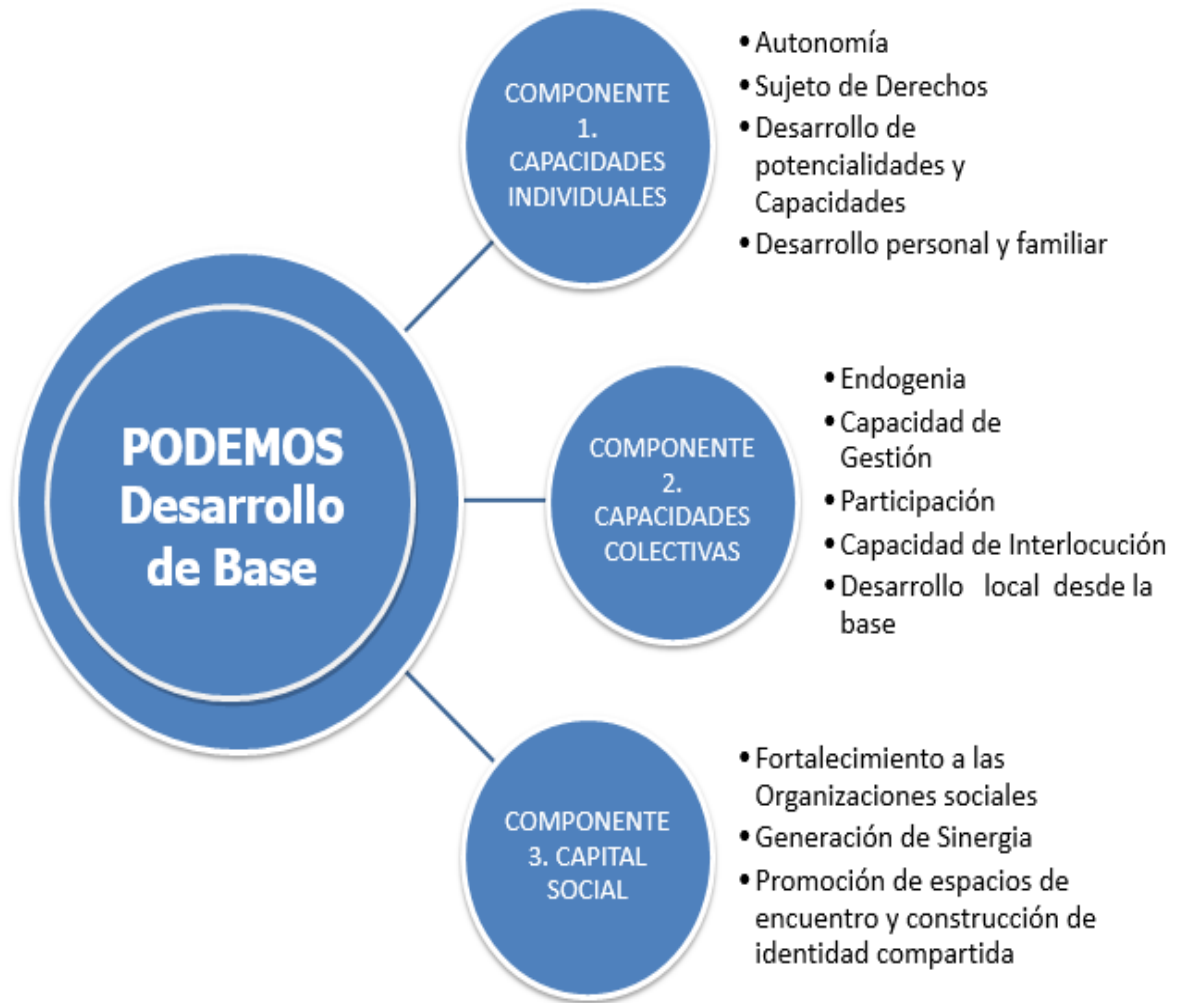 PODEMOS
Desarrollo
de Base
COMPONENTE
1.
CAPACIDADES
INDIVIDUALES
• Autonomía
• Sujeto de Derechos
• Desarrollo de
potencialidades y
Capacidades
• Desarrollo personal y familiar
COMPONENTE
2.
CAPACIDADES
COLECTIVAS
• Endogenia
• Capacidad de
Gestión
• Participación
• Capacidad de Interlocución
• Desarrollo local desde la
base
COMPONENTE
3. CAPITAL
SOCIAL
• Fortalecimiento a las
Organizaciones sociales
• Generación de Sinergia
• Promoción de espacios de
encuentro y construcción de
identidad compartida